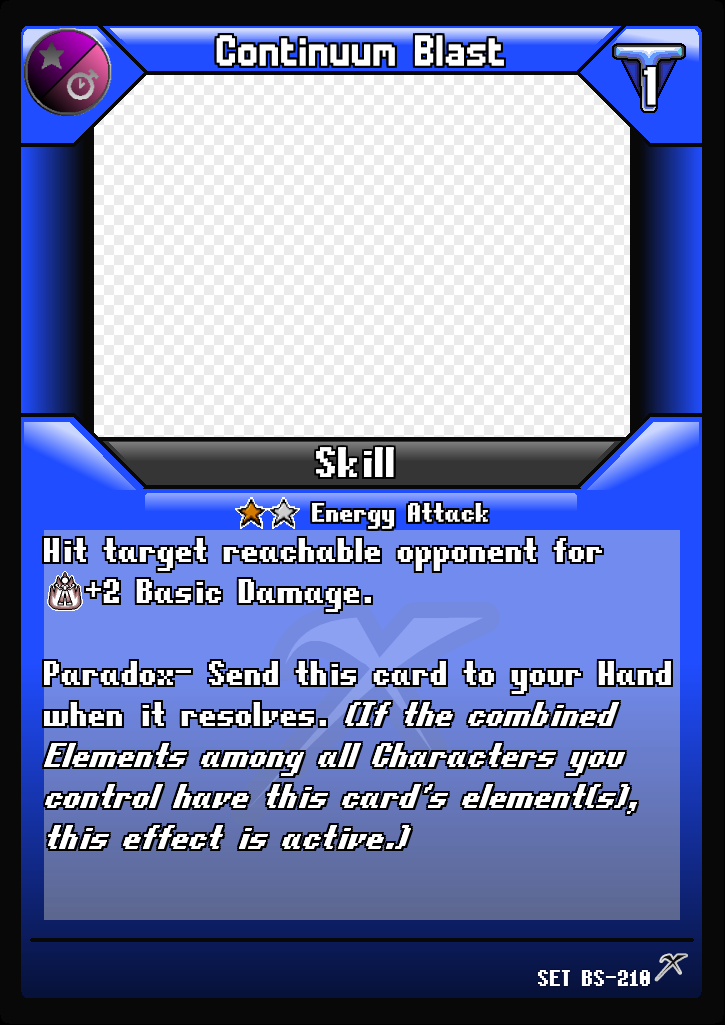 Continuum Blast
1
Skill
Energy Attack
Hit target reachable opponent for
+2 Basic Damage.
Paradox- Send this card to your Hand
when it resolves. (If the combined
Elements among all Characters you
control have this card's element(s),
this effect is active.)
SET BS-210